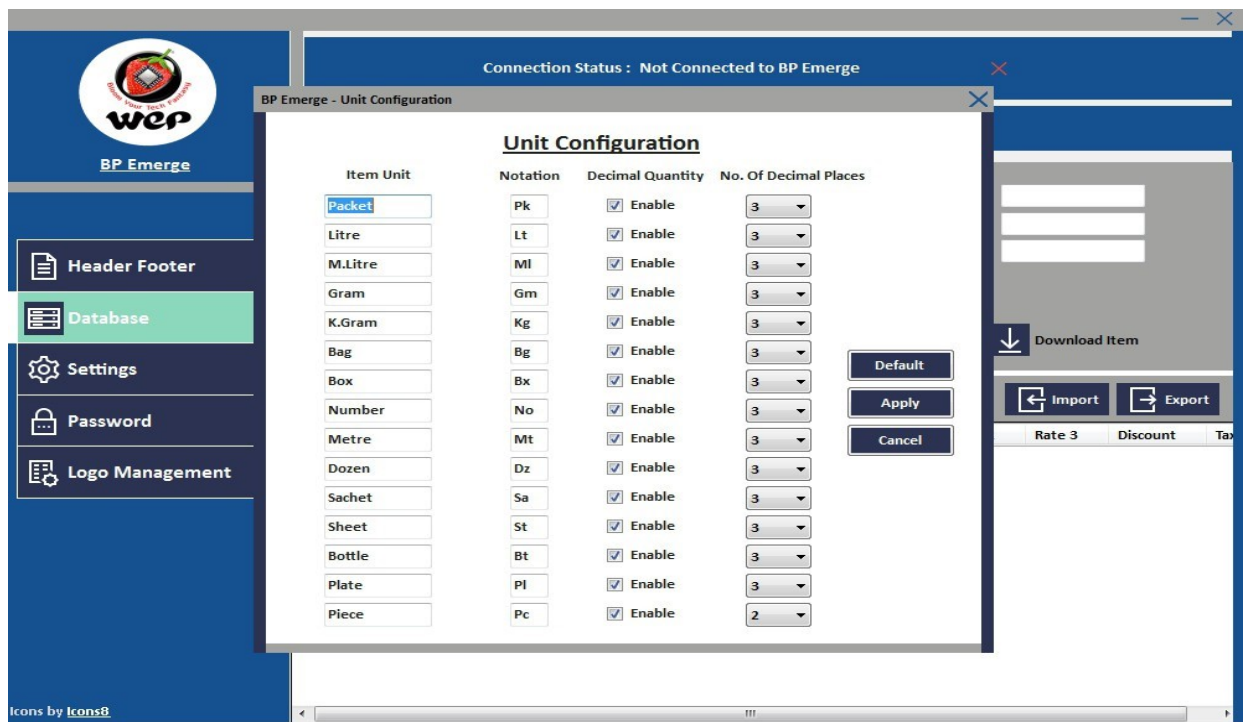 Connection Status : Not Connected to BP Emerge
Bloom Your Tech Fantasy
WeP
BP Emerge
BP Emerge - Unit Configuration
Unit Configuration
Item Unit Notation Decimal Quantity No. Of Decimal Places
Packet Pk Enable 3
Litre Lt Enable 3
M.Litre Ml Enable 3
Gram Gm Enable 3
K.Gram Kg Enable 3
Bag Bg Enable 3
Box Bx Enable 3
Number No Enable 3
Metre Mt Enable 3
Dozen Dz Enable 3
Sachet Sa Enable 3
Sheet St Enable 3
Bottle Bt Enable 3
Plate Pl Enable 3
Piece Pc Enable 2
Default
Apply
Cancel
Header Footer
Database
Settings
Password
Logo Management
Download Item
Import Export
Rate 3 Discount Tax
Icons by Icons8